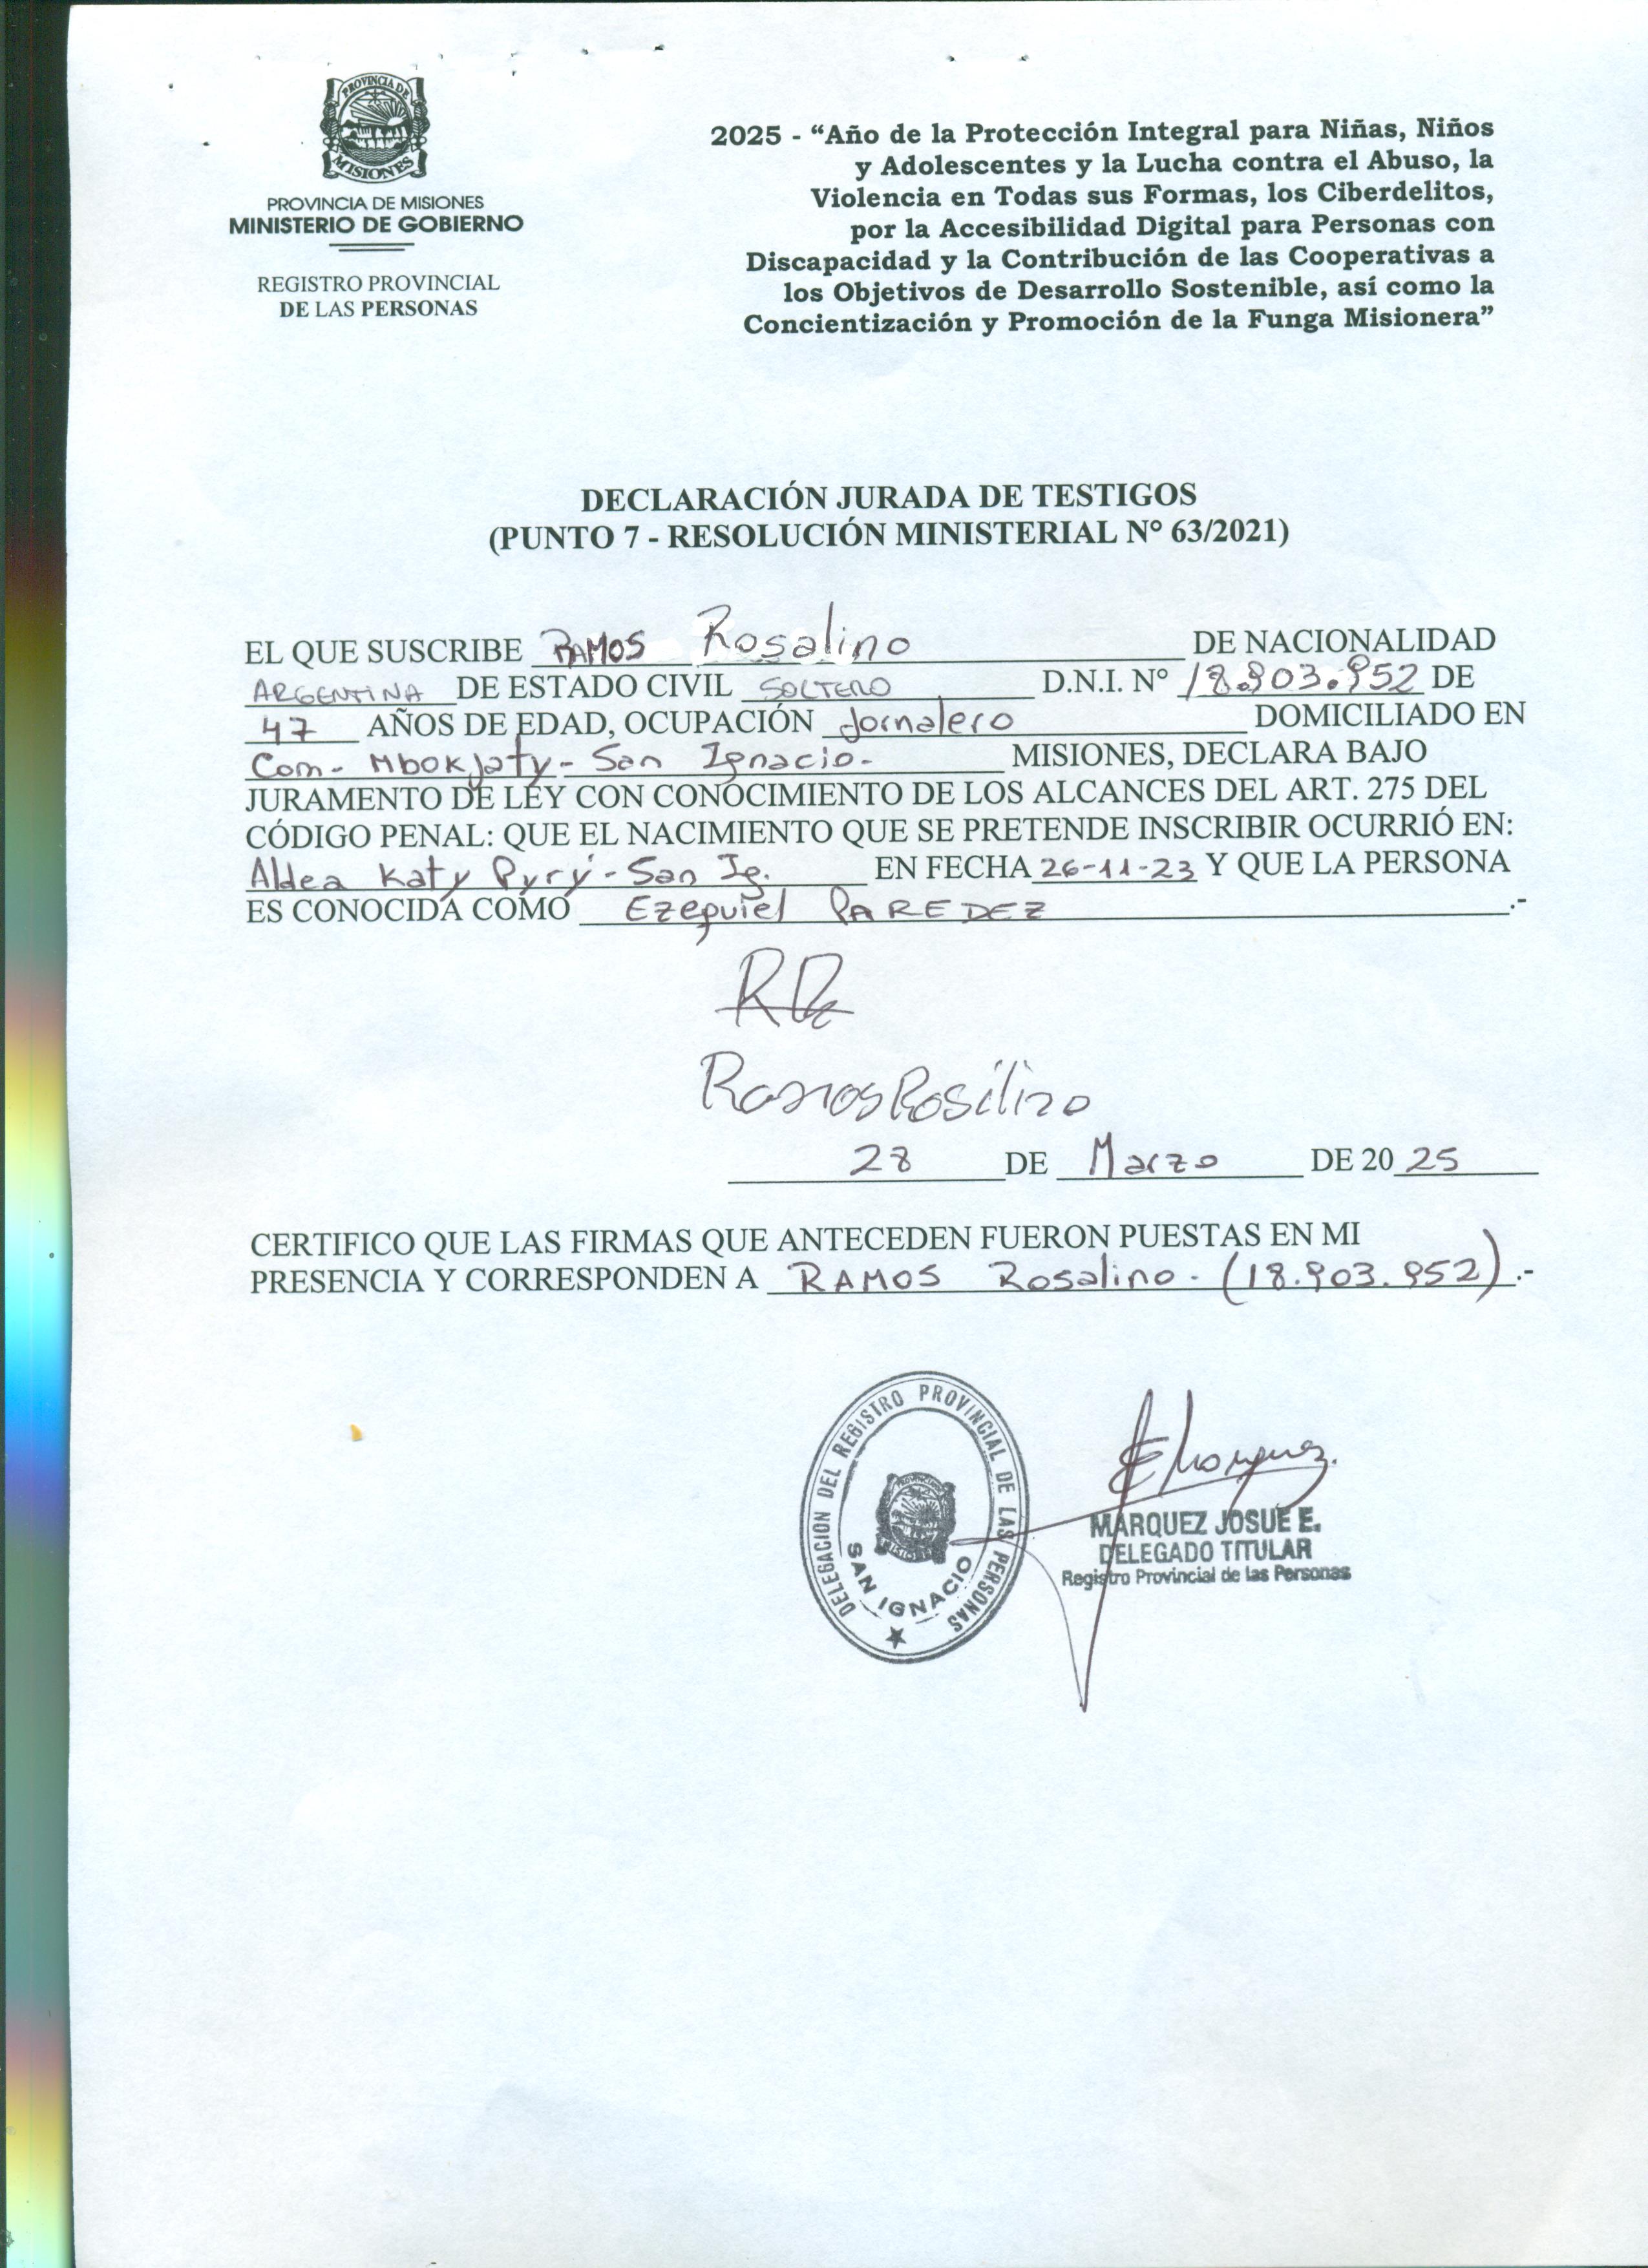 PROVINCIA DE
MISIONES
PROVINCIA DE MISIONES
MINISTERIO DE GOBIERNO
REGISTRO PROVINCIAL
DE LAS PERSONAS
2025 - “Año de la Protección Integral para Niñas, Niños
y Adolescentes y la Lucha contra el Abuso, la
Violencia en Todas sus Formas, los Ciberdelitos,
por la Accesibilidad Digital para Personas con
Discapacidad y la Contribución de las Cooperativas a
los Objetivos de Desarrollo Sostenible, así como la
Concientización y Promoción de la Funga Misionera”
DECLARACIÓN JURADA DE TESTIGOS
(PUNTO 7 - RESOLUCIÓN MINISTERIAL N° 63/2021)
EL QUE SUSCRIBE RAMOS Rosalino DE NACIONALIDAD
ARGENTINA DE ESTADO CIVIL SOLTERO D.N.I. N° 18.903.952 DE
47 AÑOS DE EDAD, OCUPACIÓN Jornalero DOMICILIADO EN
Com- Mbokjaty- San Ignacio- MISIONES, DECLARA BAJO
JURAMENTO DE LEY CON CONOCIMIENTO DE LOS ALCANCES DEL ART. 275 DEL
CÓDIGO PENAL: QUE EL NACIMIENTO QUE SE PRETENDE INSCRIBIR OCURRIÓ EN:
Aldea Katy Pyrý - San Ig. EN FECHA 26-11-23 Y QUE LA PERSONA
ES CONOCIDA COMO Ezequiel PAREDEZ .-
Ramos Rosilino
28 DE Marzo DE 2025
CERTIFICO QUE LAS FIRMAS QUE ANTECEDEN FUERON PUESTAS EN MI
PRESENCIA Y CORRESPONDEN A RAMOS Rosalino. (18.903.952).-
DELEGACION DEL REGISTRO PROVINCIAL DE LAS PERSONAS
SAN IGNACIO
MARQUEZ JOSUE E.
DELEGADO TITULAR
Registro Provincial de las Personas